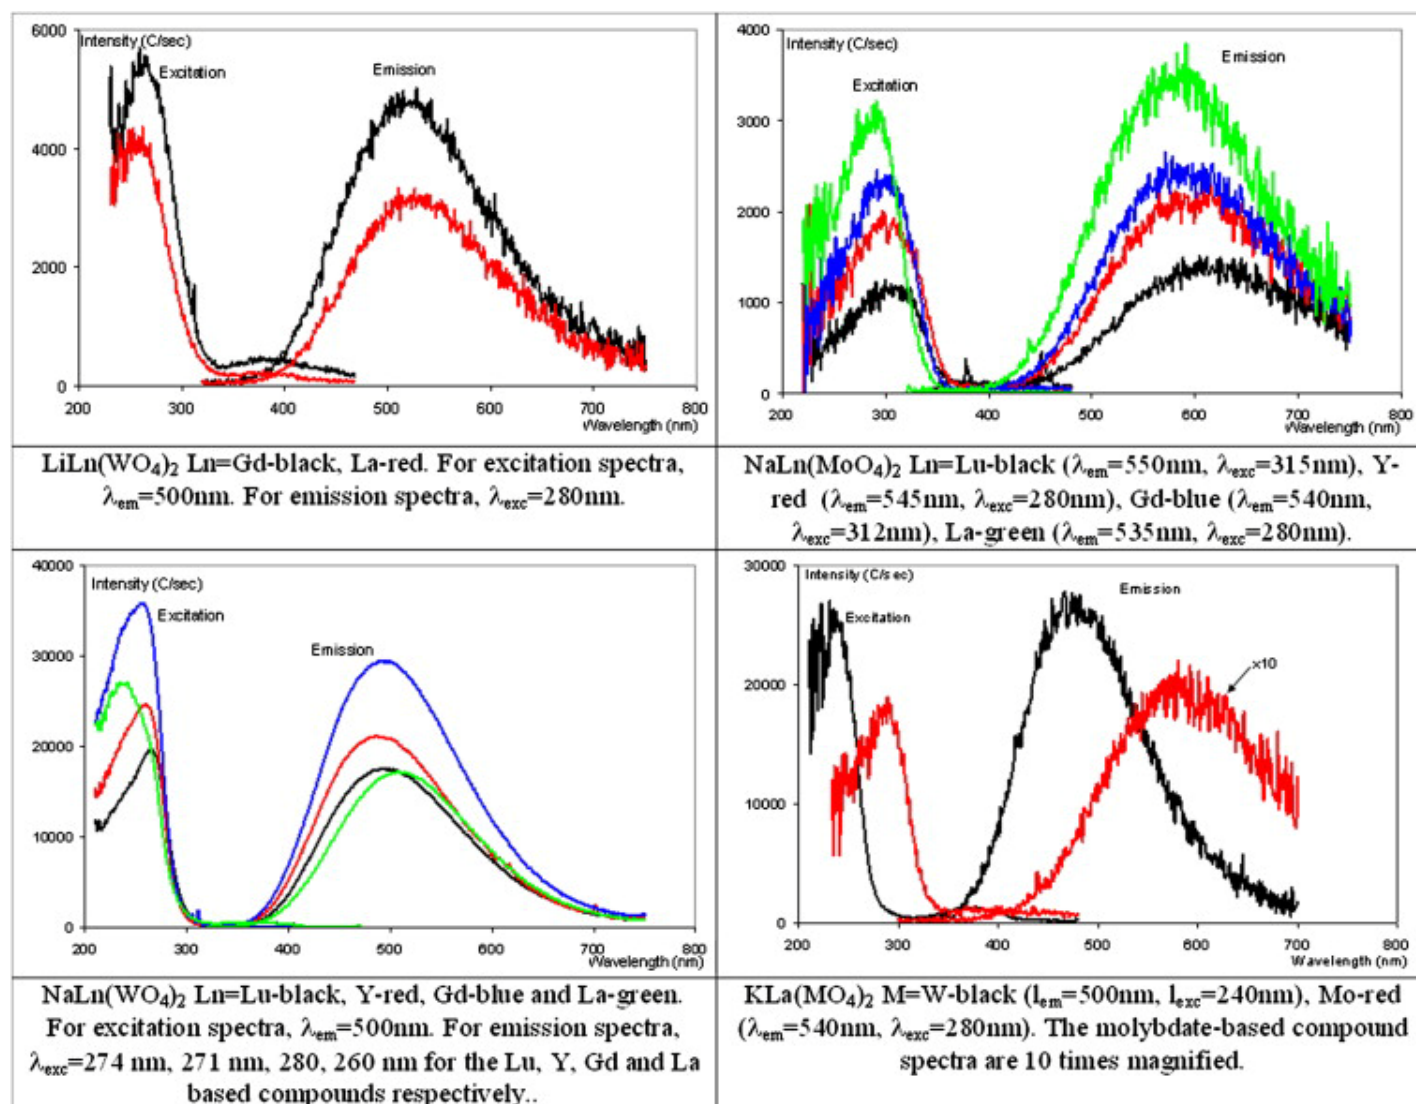 6000
Intensity (C/sec)
Excitation
Emission
4000
2000
0
200 300 400 500 600 700 800
Wavelength (nm)
LiLn(WO₄)₂ Ln=Gd-black, La-red. For excitation spectra,
λem=500nm. For emission spectra, λexc=280nm.
4000
Intensity (C/sec)
Emission
Excitation
3000
2000
1000
0
200 300 400 500 600 700 800
Wavelength (nm)
NaLn(MoO₄)₂ Ln=Lu-black (λem=550nm, λexc=315nm), Y-
red (λem=545nm, λexc=280nm), Gd-blue (λem=540nm,
λexc=312nm), La-green (λem=535nm, λexc=280nm).
40000
Intensity (C/sec)
Excitation
Emission
30000
20000
10000
0
200 300 400 500 600 700 800
Wavelength (nm)
NaLn(WO₄)₂ Ln=Lu-black, Y-red, Gd-blue and La-green.
For excitation spectra, λem=500nm. For emission spectra,
λexc=274 nm, 271 nm, 280, 260 nm for the Lu, Y, Gd and La
based compounds respectively..
30000
Intensity (C/sec)
Emission
Excitation
x10
20000
10000
0
200 300 400 500 600 700 800
Wavelength (nm)
KLa(MO₄)₂ M=W-black (lem=500nm, lexc=240nm), Mo-red
(λem=540nm, λexc=280nm). The molybdate-based compound
spectra are 10 times magnified.